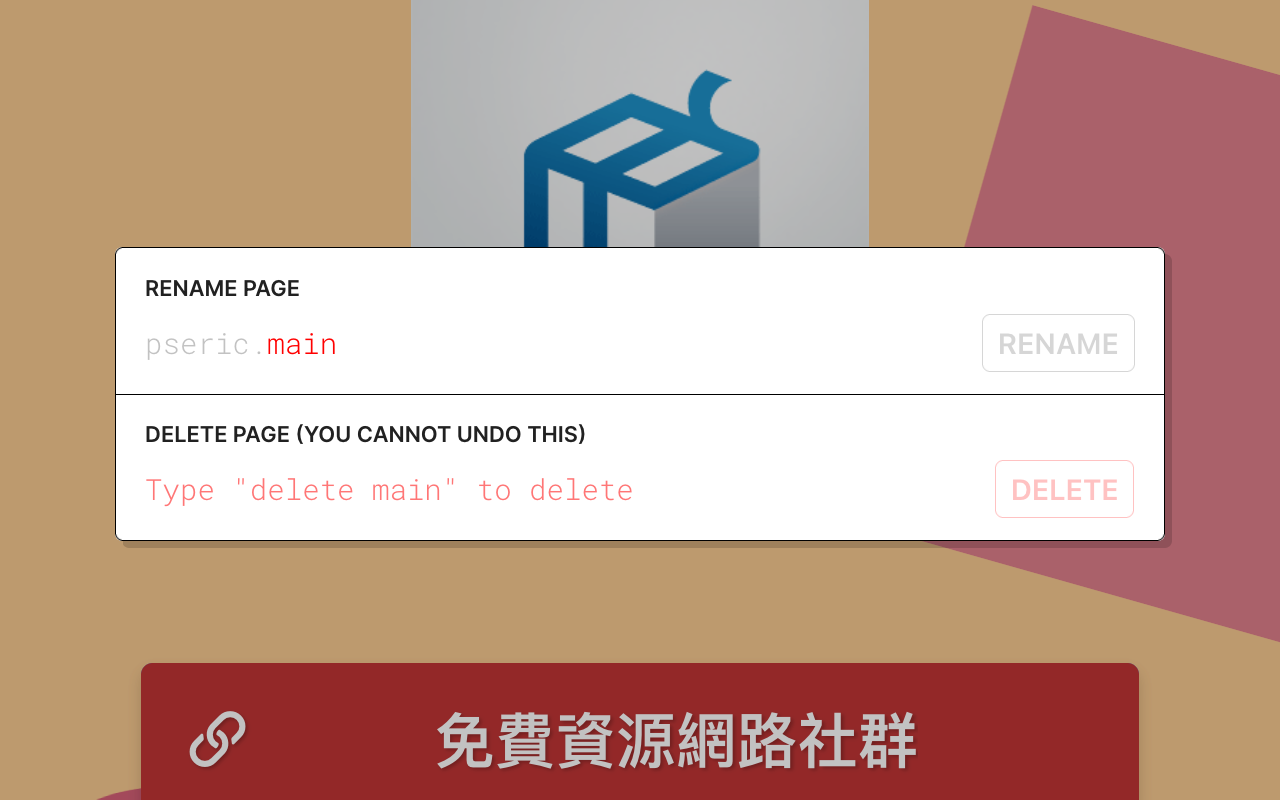 RENAME PAGE
pseric.main
RENAME
DELETE PAGE (YOU CANNOT UNDO THIS)
Type "delete main" to delete
DELETE
免費資源網路社群